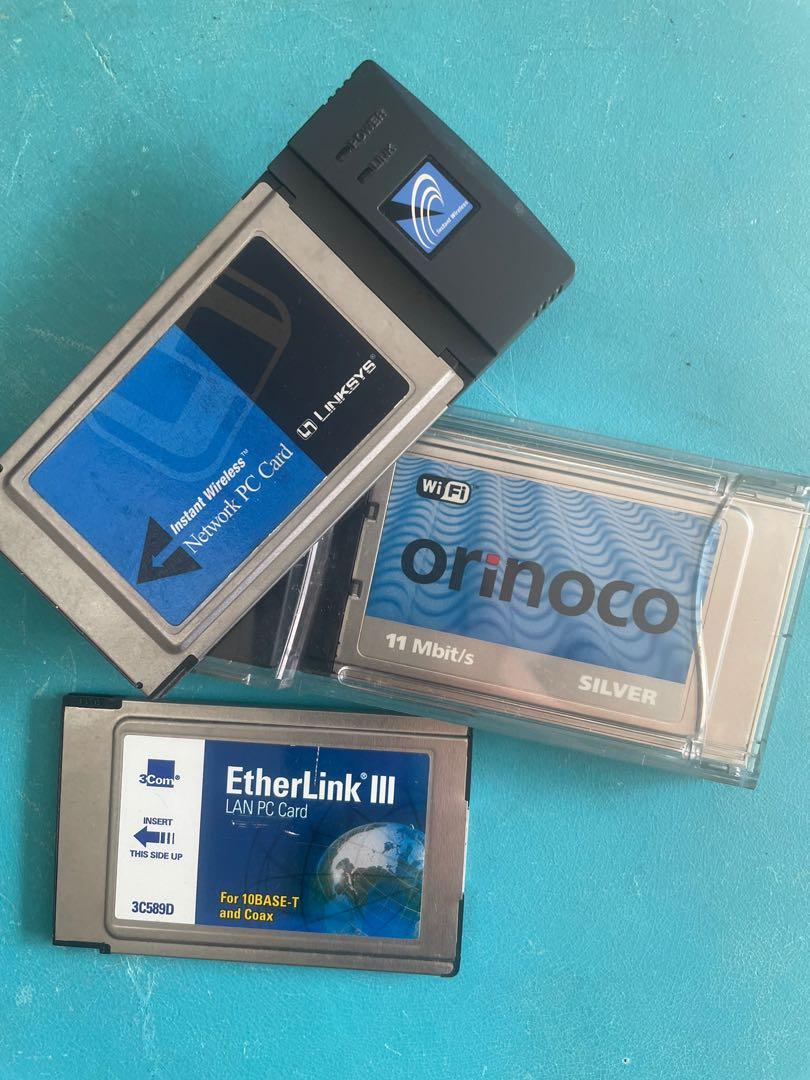 POWER
LINK
Instant Wireless
LINKSYS®
Instant Wireless™
Network PC Card
Wi Fi
orinoco
11 Mbit/s
SILVER
3Com®
EtherLink® III
LAN PC Card
INSERT
THIS SIDE UP
3C589D
For 10BASE-T
and Coax